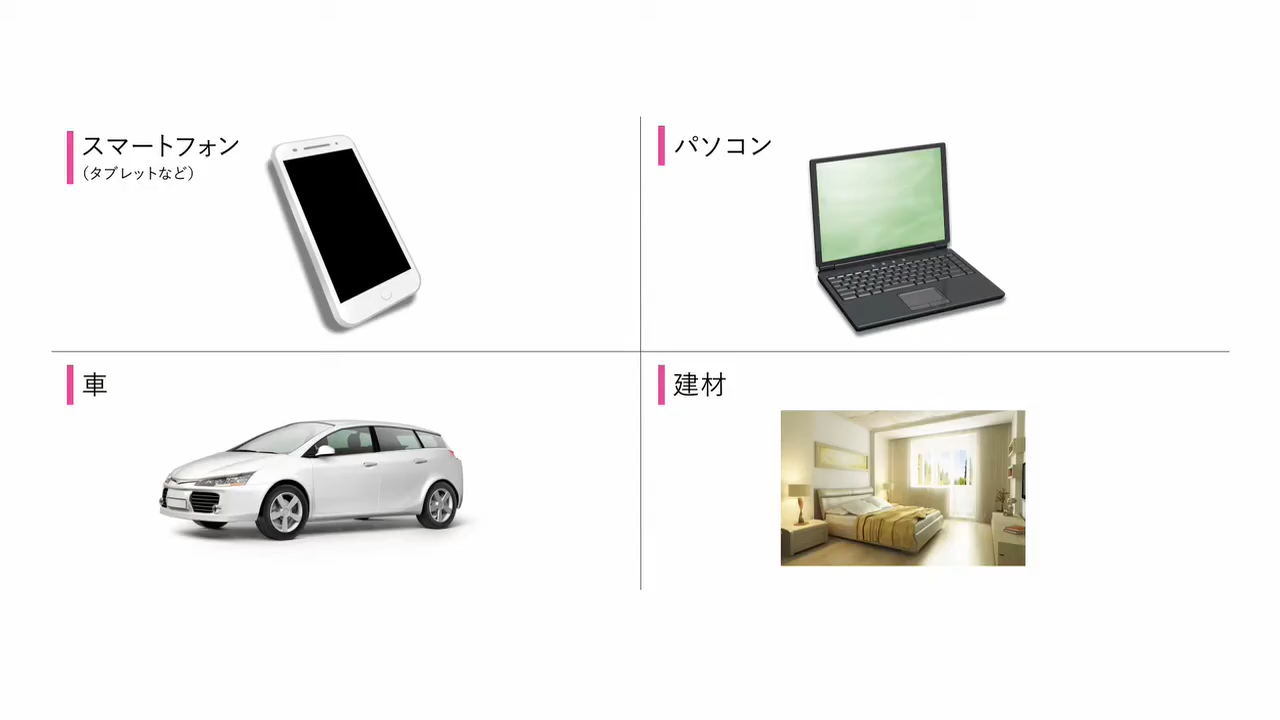 スマートフォン
（タブレットなど）
パソコン
車
建材